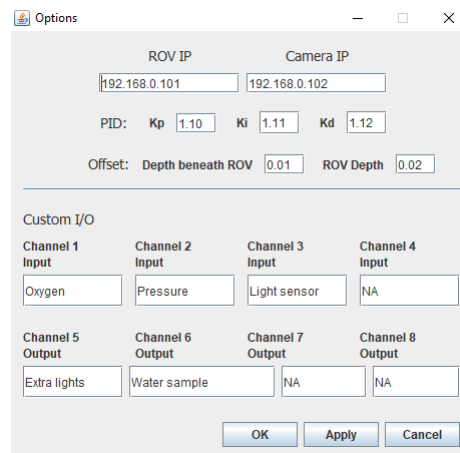 Options
ROV IP Camera IP
192.168.0.101 192.168.0.102
PID: Kp 1.10 Ki 1.11 Kd 1.12
Offset: Depth beneath ROV 0.01 ROV Depth 0.02
Custom I/O
Channel 1 Channel 2 Channel 3 Channel 4
Input Input Input Input
Oxygen Pressure Light sensor NA
Channel 5 Channel 6 Channel 7 Channel 8
Output Output Output Output
Extra lights Water sample NA NA
OK Apply Cancel